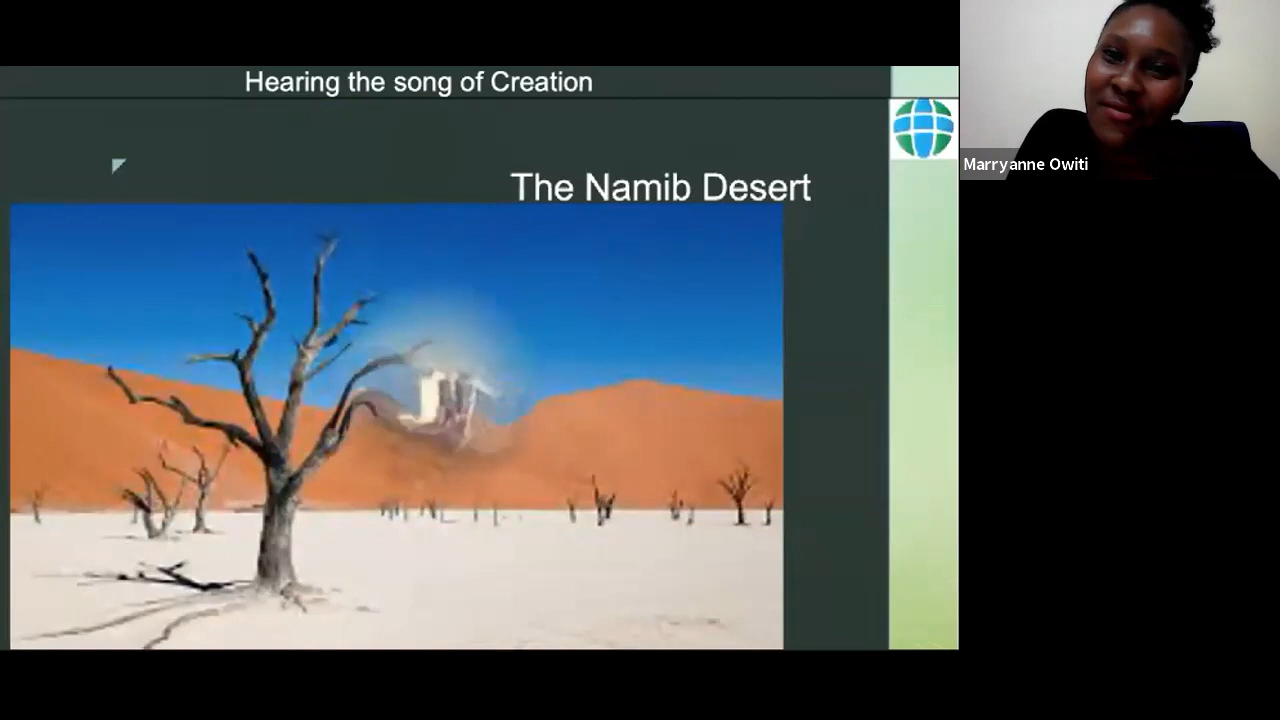 Hearing the song of Creation
The Namib Desert
Marryanne Owiti